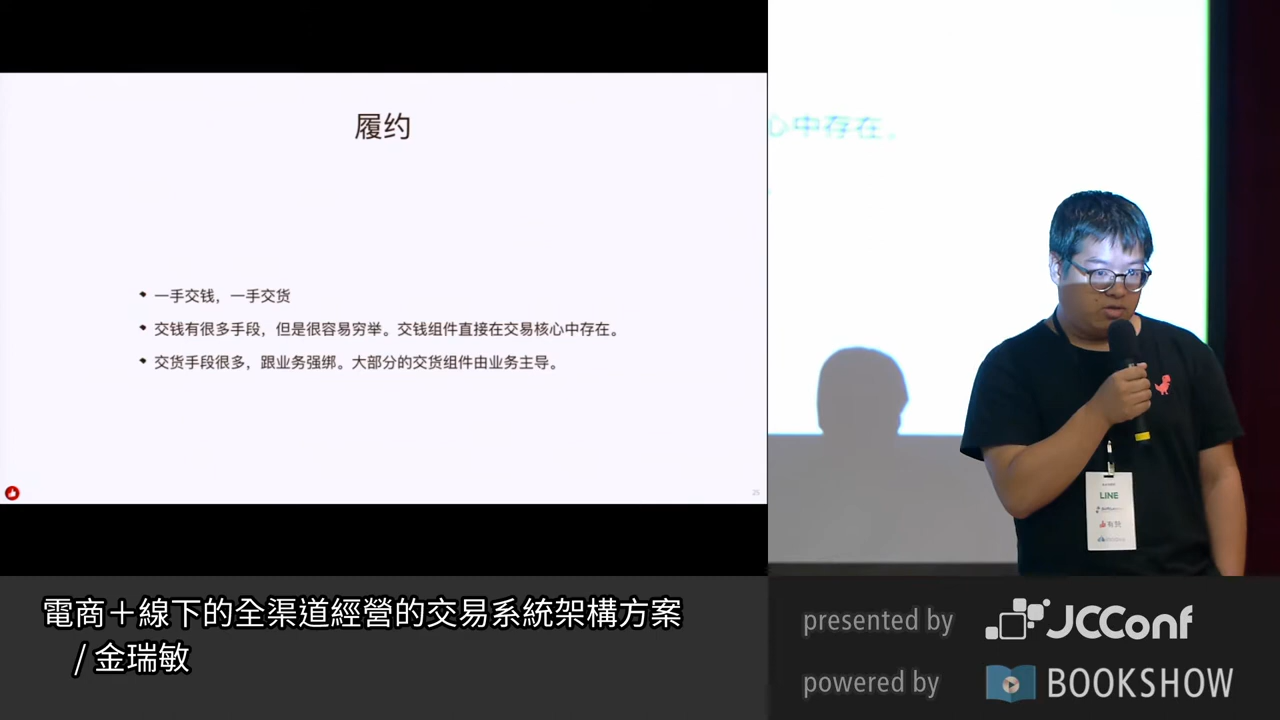 履约
一手交钱，一手交货
交钱有很多手段，但是很容易穷举。交钱组件直接在交易核心中存在。
交货手段很多，跟业务强绑。大部分的交货组件由业务主导。
25
心中存在。
LINE
有赞
電商＋線下的全渠道經營的交易系統架構方案
/ 金瑞敏
presented by JCConf
powered by BOOKSHOW